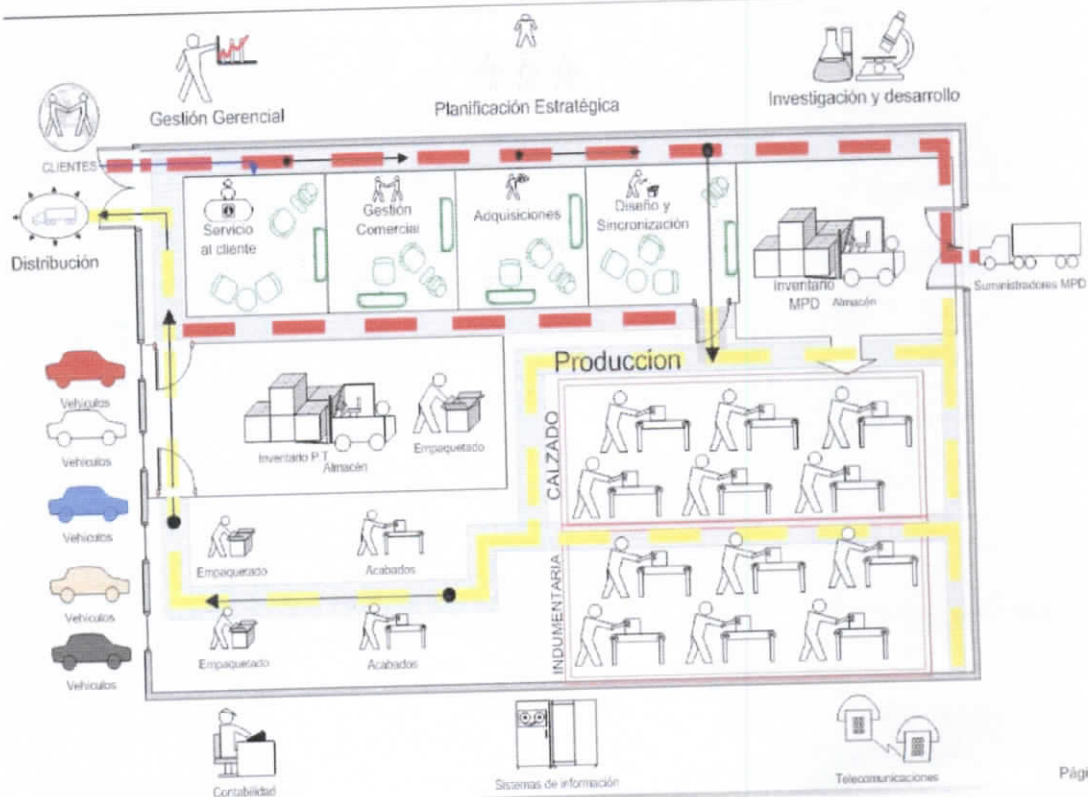 Gestión Gerencial
Planificación Estratégica
Investigación y desarrollo
CLIENTES
Servicio
al cliente
Gestión
Comercial
Adquisiciones
Diseño y
Sincronización
Inventario
MPD
Almacén
Suministradores MPD
Distribución
Produccion
Vehículos
Vehículos
Vehículos
Vehículos
Vehículos
Inventario P.T
Almacén
Empaquetado
CALZADO
INDUMENTARIA
Empaquetado
Acabados
Empaquetado
Acabados
Contabilidad
Sistemas de información
Telecomunicaciones
Pági